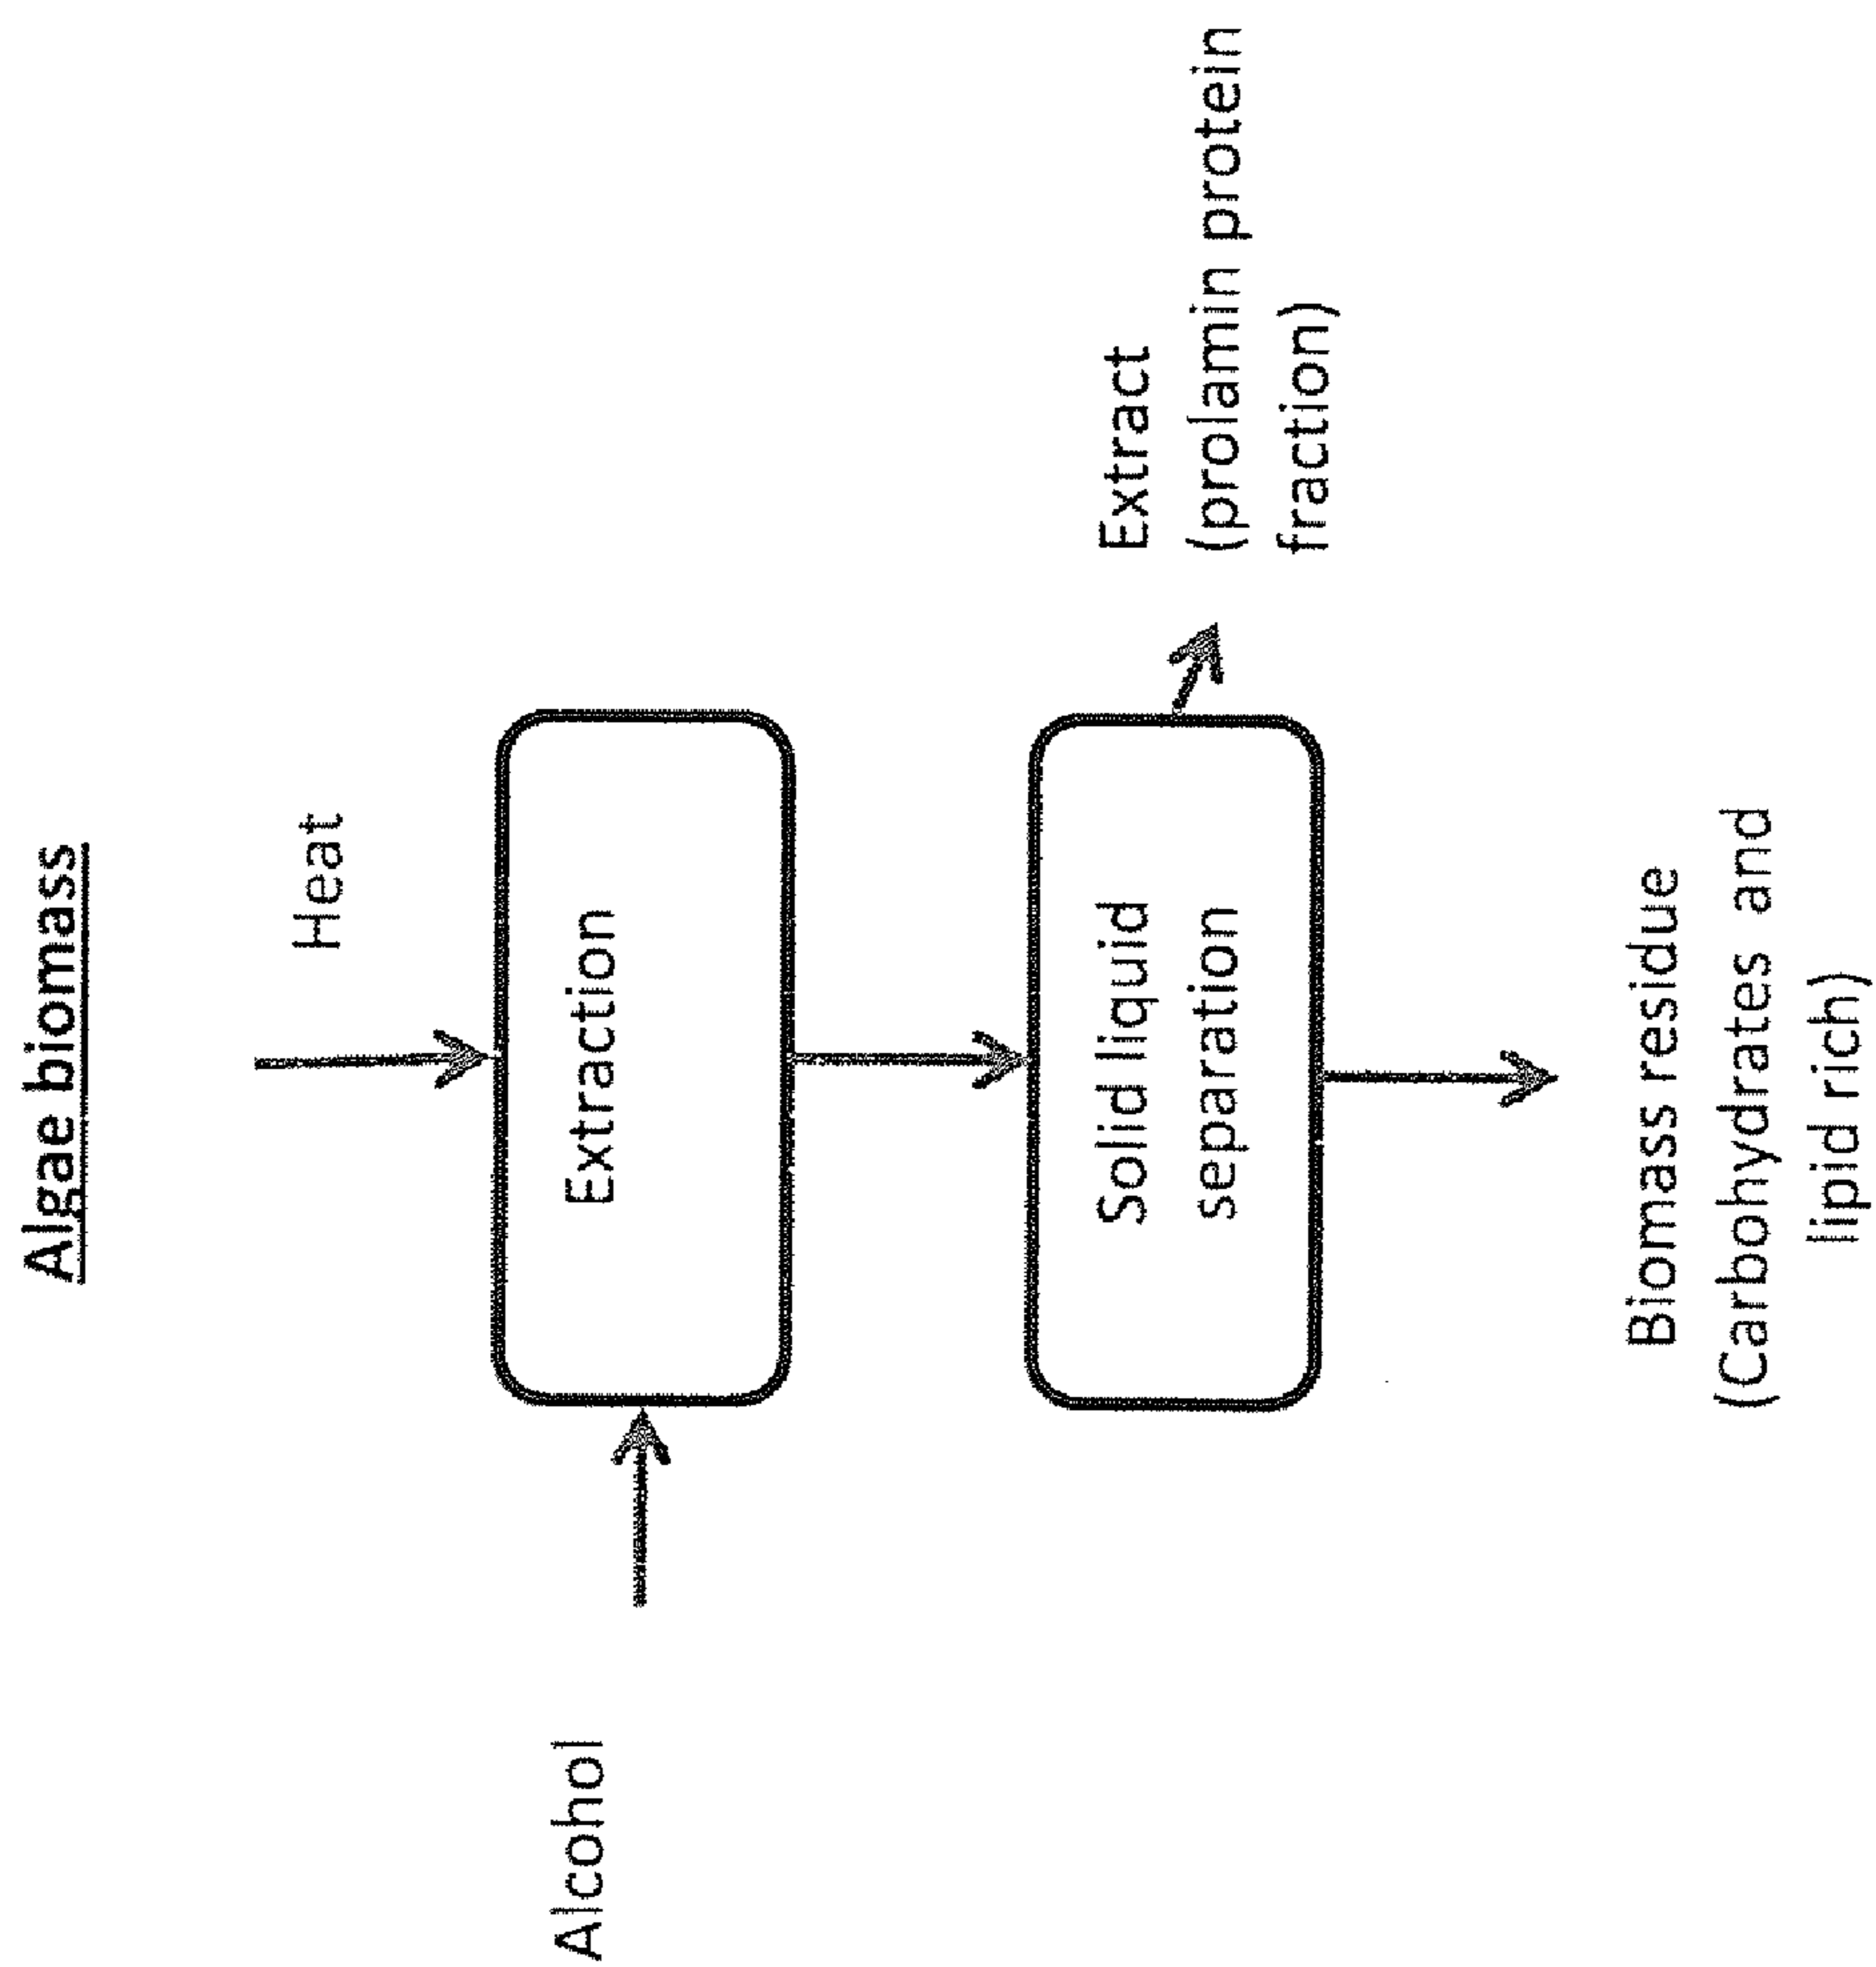 Algae biomass
Heat
Alcohol
Extraction
Solid liquid
separation
Extract
(prolamin protein
fraction)
Biomass residue
(Carbohydrates and
lipid rich)